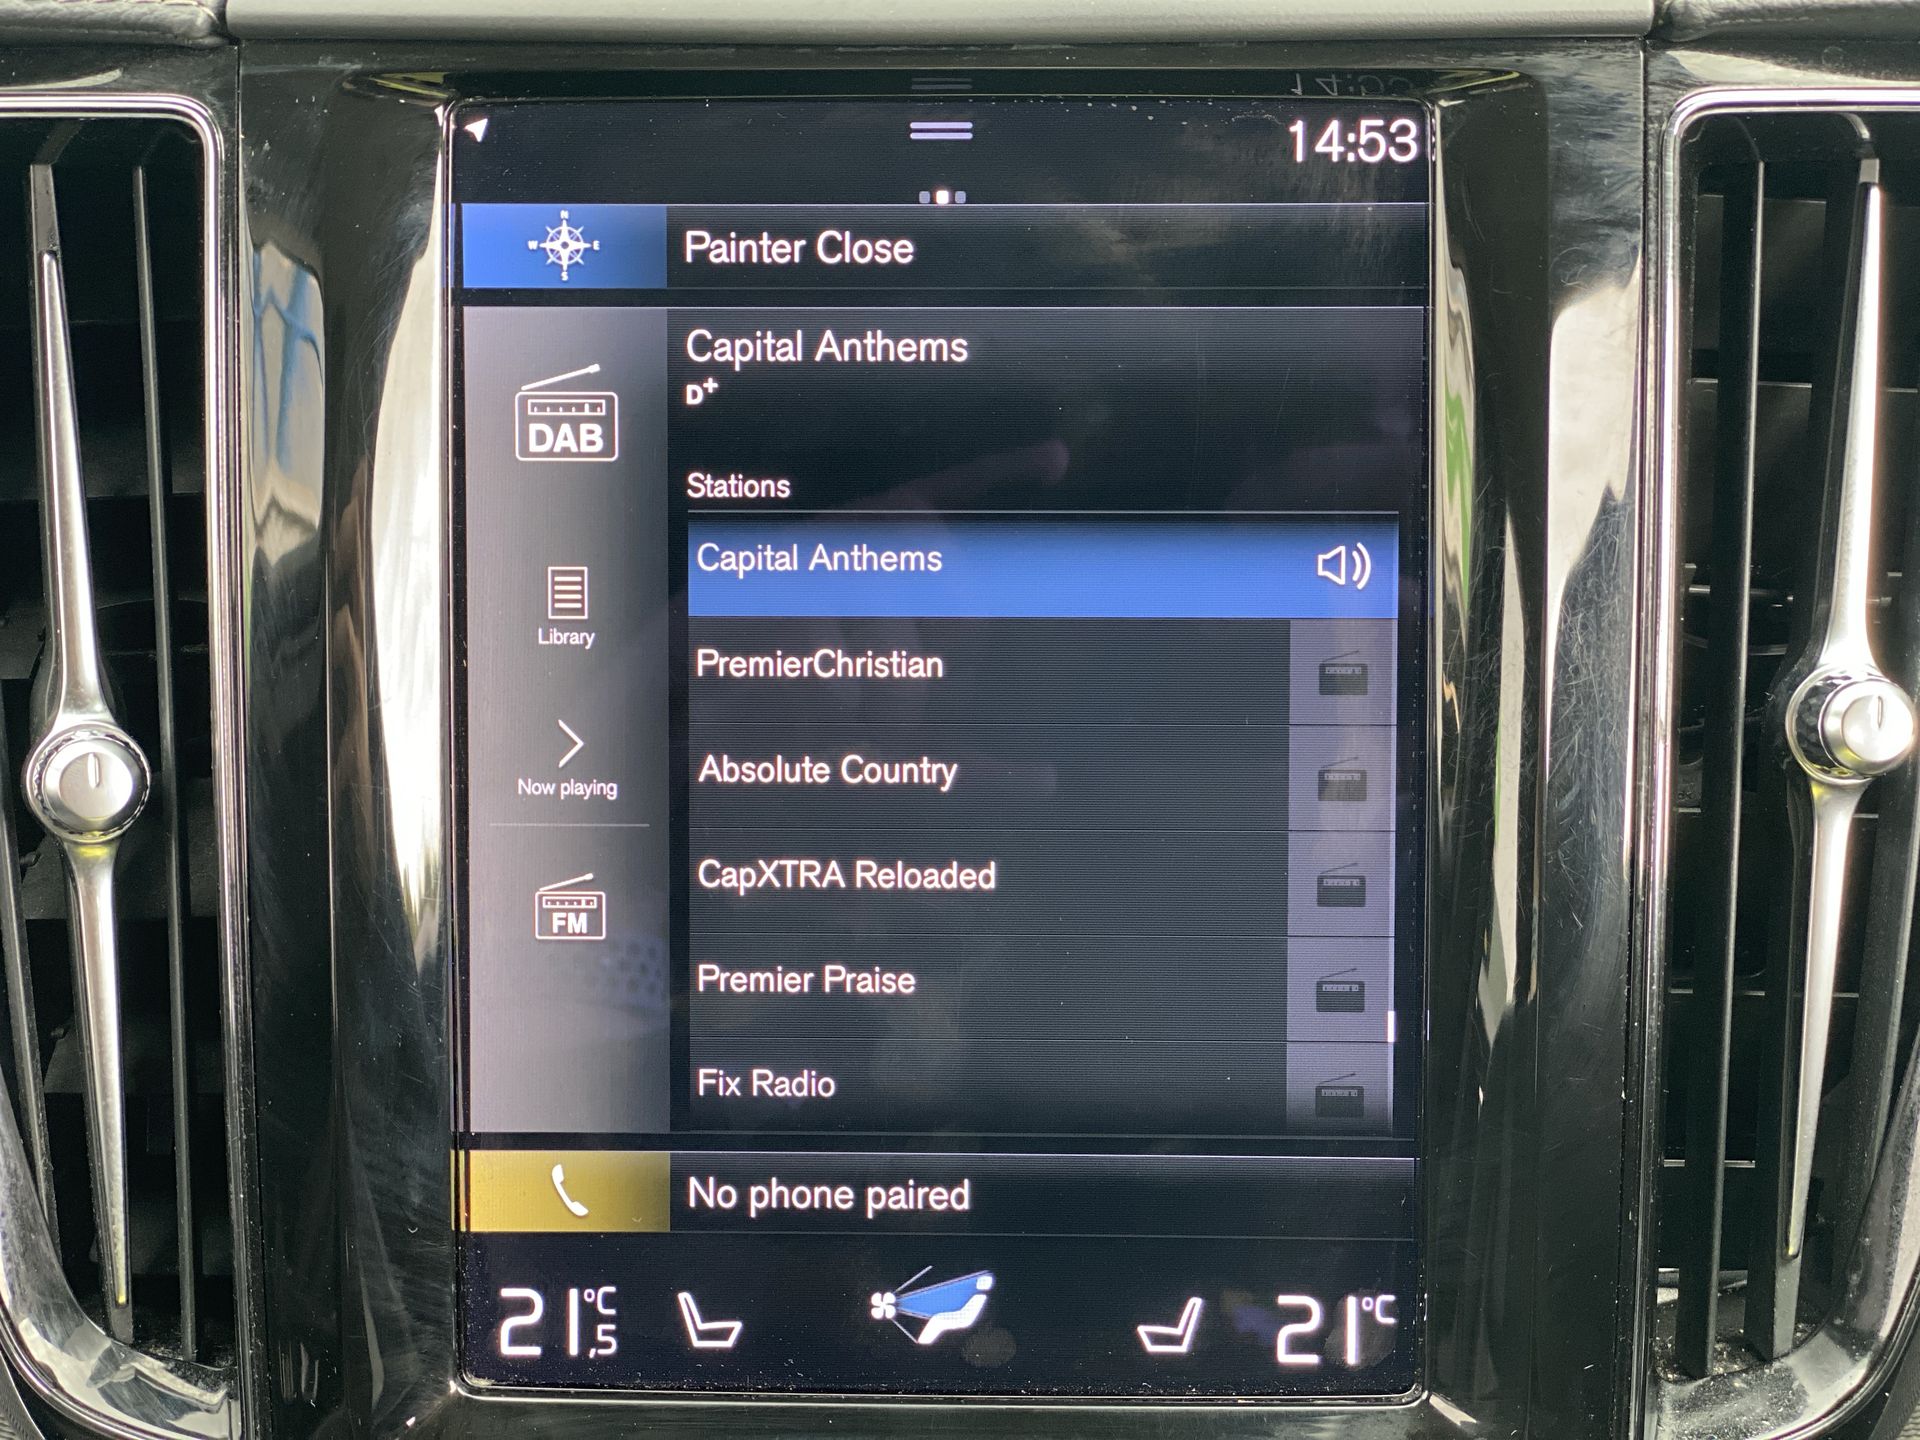 14:53
N
W E
S
Painter Close
Capital Anthems
D+
DAB
Stations
Capital Anthems
Library
PremierChristian
Now playing
Absolute Country
CapXTRA Reloaded
FM
Premier Praise
Fix Radio
No phone paired
21,5°C
21°C